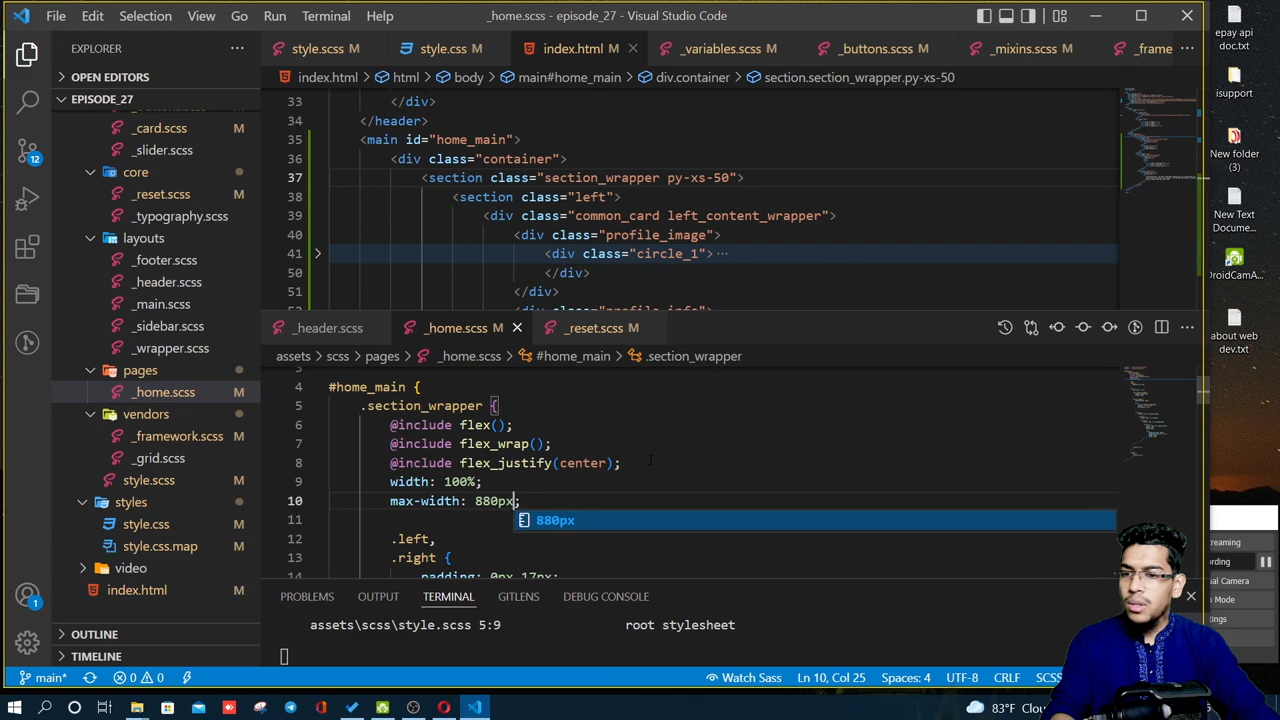 File Edit Selection View Go Run Terminal Help
_home.scss - episode_27 - Visual Studio Code
EXPLORER
OPEN EDITORS
EPISODE_27
_card.scss M
_slider.scss
core
_reset.scss M
_typography.scss
layouts
_footer.scss
_header.scss
_main.scss
_sidebar.scss
_wrapper.scss
pages
_home.scss M
vendors
_framework.scss M
_grid.scss
style.scss M
styles
style.css M
style.css.map M
video
index.html M
OUTLINE
TIMELINE
12
1
style.scss M style.css M index.html M _variables.scss M _buttons.scss M _mixins.scss M _frame
index.html > html > body > main#home_main > div.container > section.section_wrapper.py-xs-50
33 </div>
34 </header>
35 <main id="home_main">
36 <div class="container">
37 <section class="section_wrapper py-xs-50">
38 <section class="left">
39 <div class="common_card left_content_wrapper">
40 <div class="profile_image">
41 <div class="circle_1">…
50 </div>
51 </div>
<div class="profile_info">
_header.scss _home.scss M _reset.scss M
assets > scss > pages > _home.scss > #home_main > .section_wrapper
3
4 #home_main {
5 .section_wrapper {
6 @include flex();
7 @include flex_wrap();
8 @include flex_justify(center);
9 width: 100%;
10 max-width: 880px;
880px
11
12 .left,
13 .right {
14 padding: 0px 17px;
PROBLEMS OUTPUT TERMINAL GITLENS DEBUG CONSOLE
assets\scss\style.scss 5:9 root stylesheet
main* 0 0 Watch Sass Ln 10, Col 25 Spaces: 4 UTF-8 CRLF SCSS
83°F
epay api
doc.txt
isupport
New folder
(3)
New Text
Docume...
DroidCamA...
about web
dev.txt